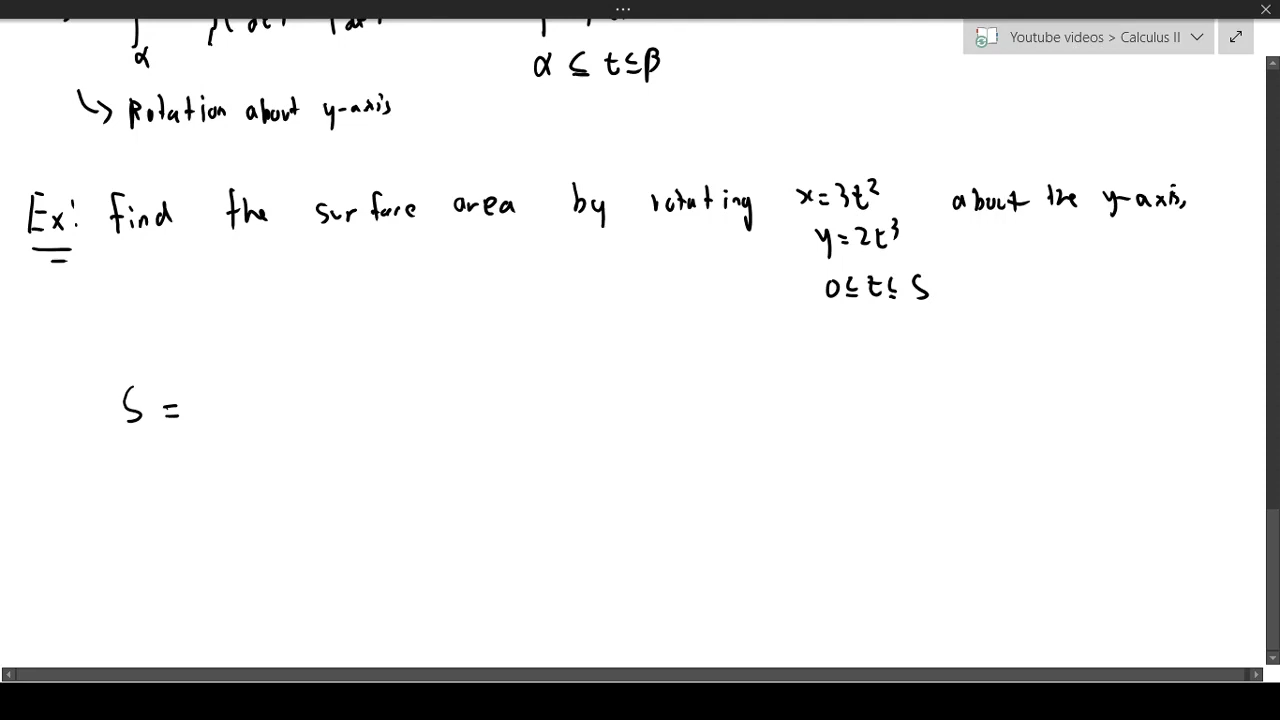 Youtube videos > Calculus II
α
α ≤ t ≤ β
↳ Rotation about y-axis
Ex: Find the surface area by rotating x=3t² about the y-axis,
y=2t³
0 ≤ t ≤ 5
S =